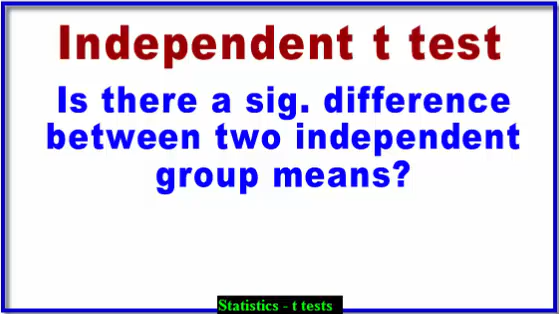 Independent t test
Is there a sig. difference
between two independent
group means?
Statistics - t tests